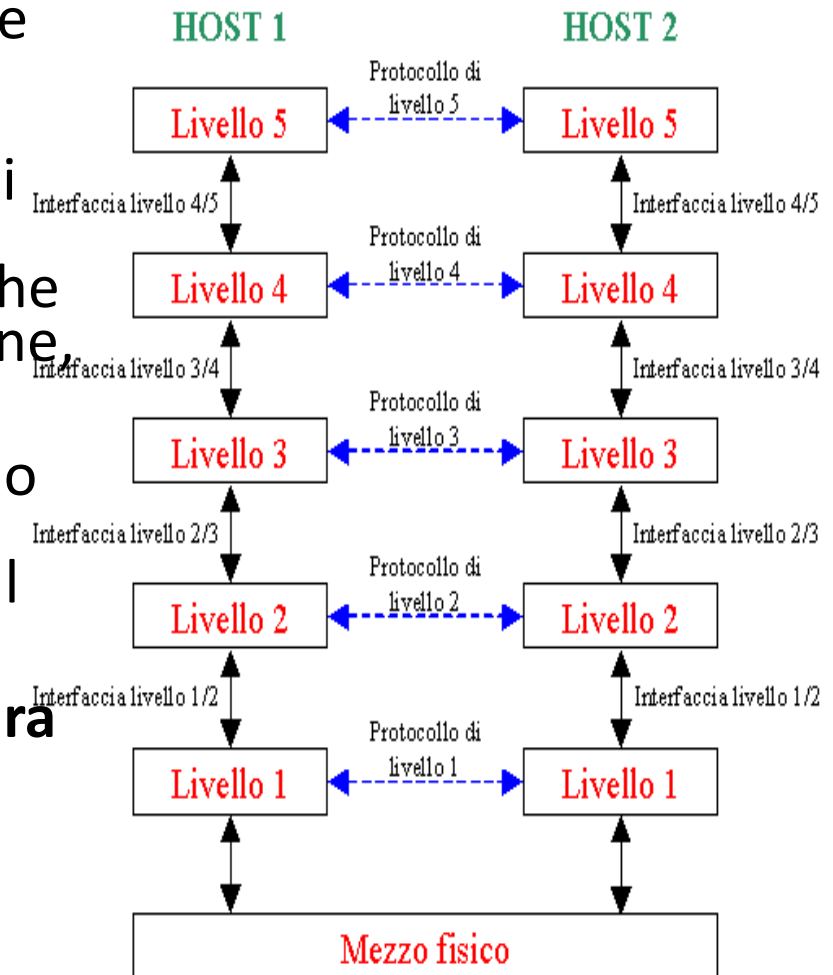 e
HOST 1 HOST 2
Protocollo di
livello 5
Livello 5 Livello 5
i
Interfaccia livello 4/5 Interfaccia livello 4/5
Protocollo di
livello 4
Livello 4 Livello 4
he
ne,
Interfaccia livello 3/4 Interfaccia livello 3/4
Protocollo di
livello 3
Livello 3 Livello 3
o
Interfaccia livello 2/3 Interfaccia livello 2/3
Protocollo di
livello 2
l
Livello 2 Livello 2
Interfaccia livello 1/2 Interfaccia livello 1/2
ra
Protocollo di
livello 1
Livello 1 Livello 1
Mezzo fisico